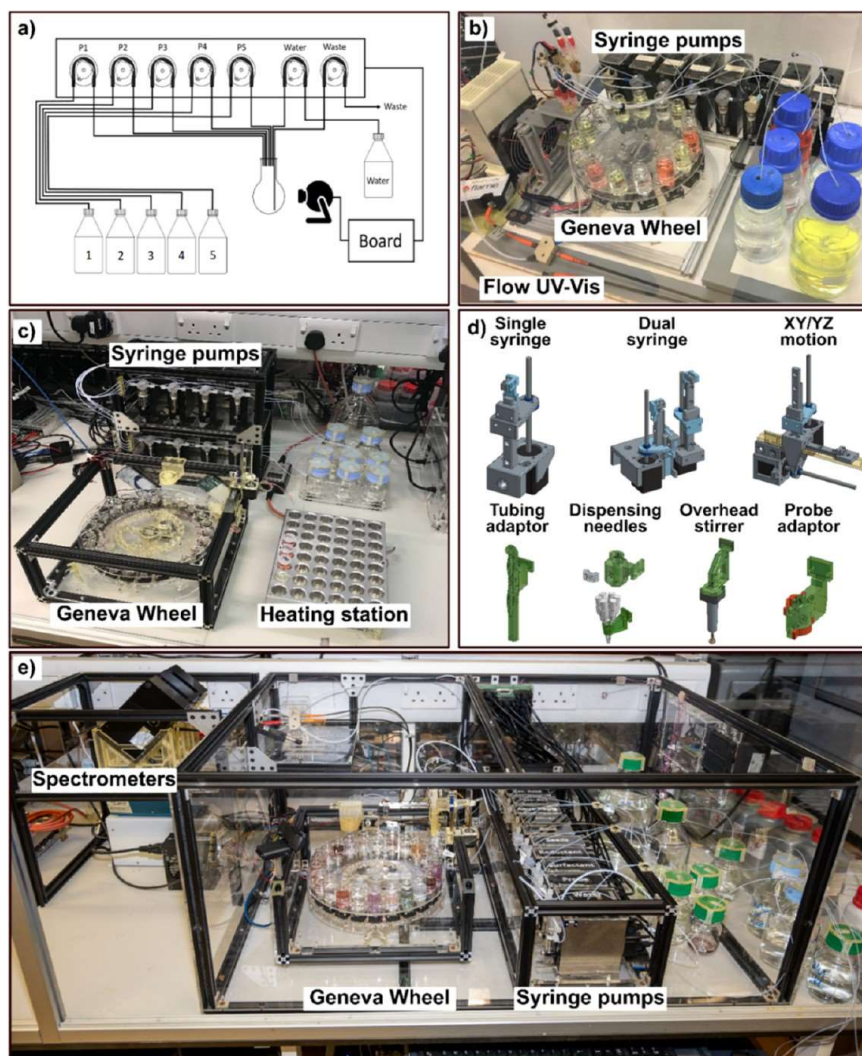 a)
P1 P2 P3 P4 P5 Water Waste
Waste
Water
1 2 3 4 5
Board
b)
Syringe pumps
flame
Geneva Wheel
Flow UV-Vis
c)
Syringe pumps
Geneva Wheel
Heating station
d)
Single
syringe
Dual
syringe
XY/YZ
motion
Tubing
adaptor
Dispensing
needles
Overhead
stirrer
Probe
adaptor
e)
Spectrometers
Geneva Wheel
Syringe pumps